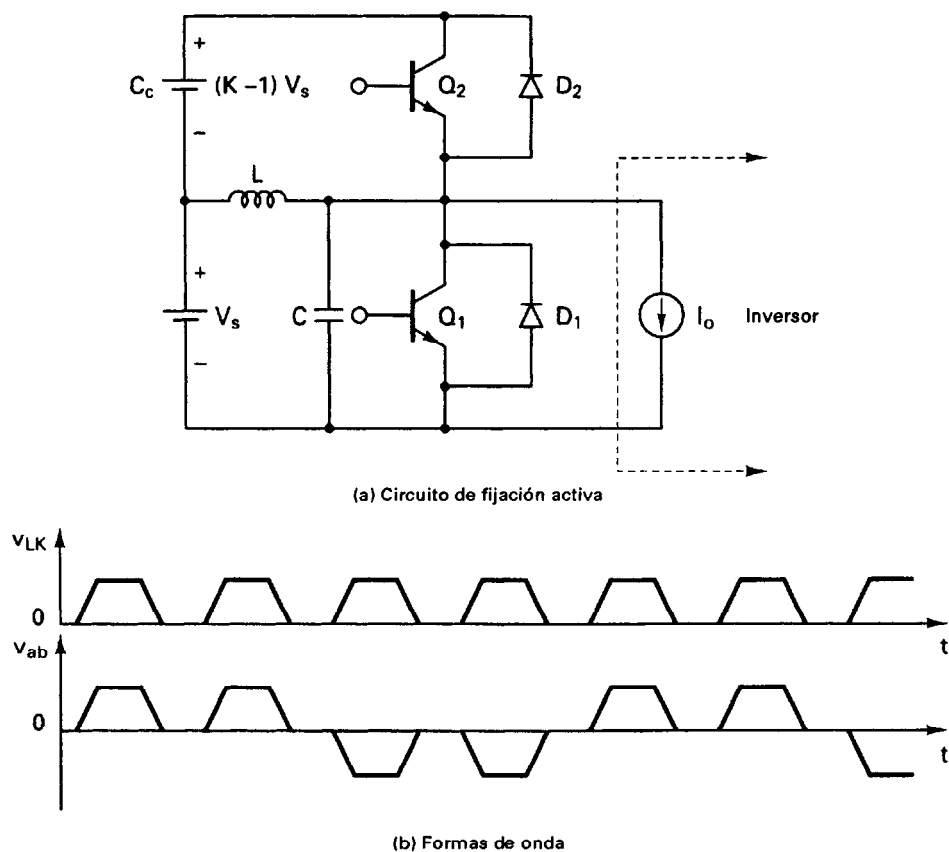 +
C_c (K –1) V_s
Q_2
D_2
–
L
+
V_s
C
Q_1
D_1
I_o Inversor
–
(a) Circuito de fijación activa
v_LK
0
t
v_ab
0
t
(b) Formas de onda